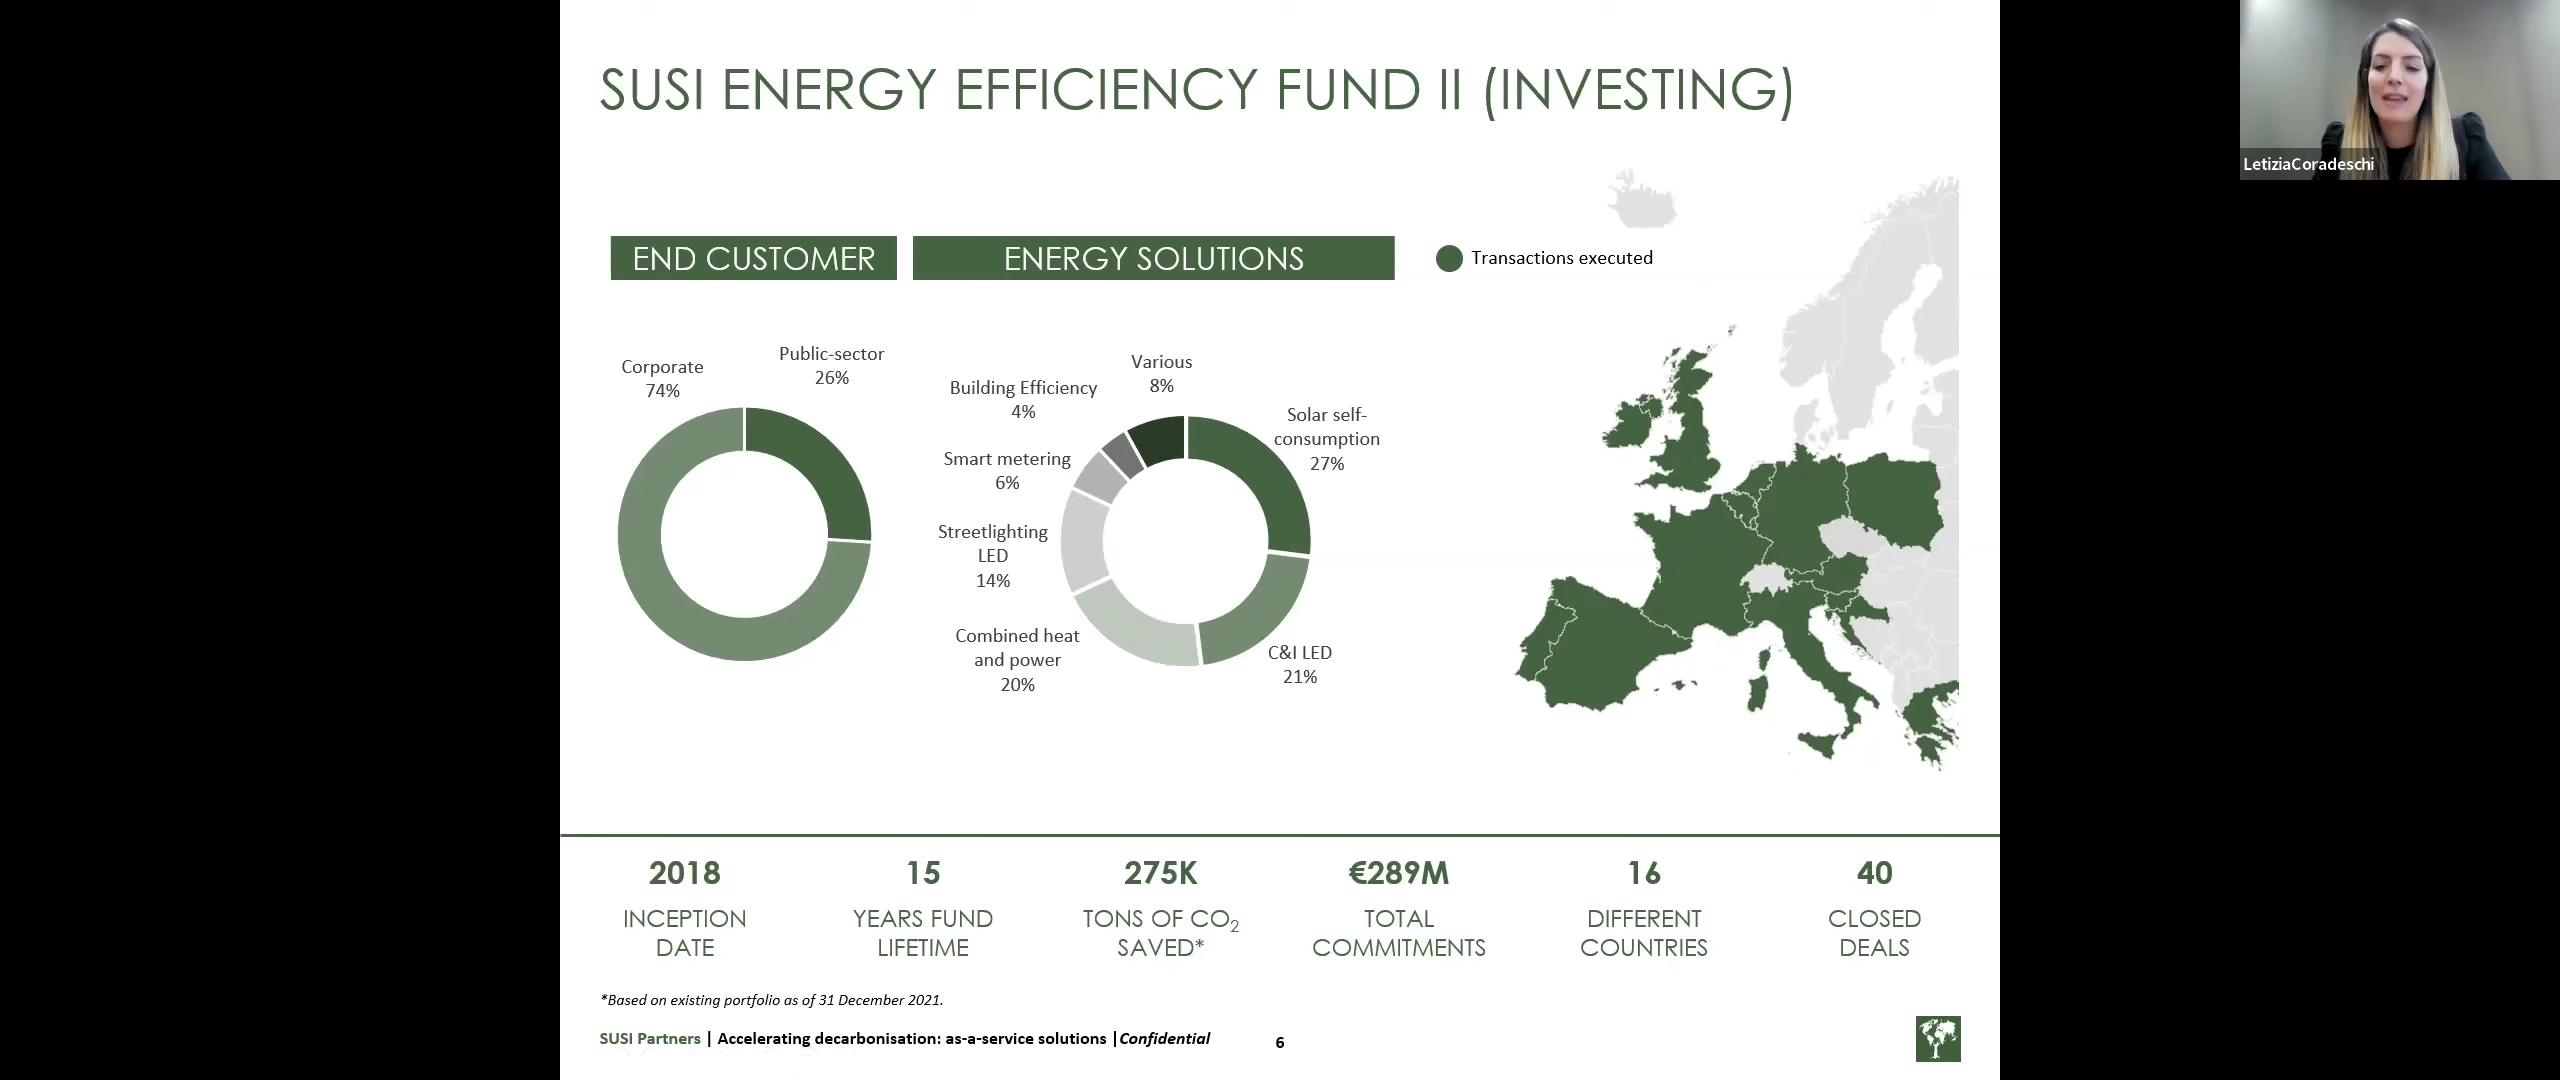 SUSI ENERGY EFFICIENCY FUND II (INVESTING)
LetiziaCoradeschi
END CUSTOMER
ENERGY SOLUTIONS
Transactions executed
Corporate
74%
Public-sector
26%
Various
8%
Building Efficiency
4%
Solar self-
consumption
27%
Smart metering
6%
Streetlighting
LED
14%
Combined heat
and power
20%
C&I LED
21%
2018
INCEPTION
DATE
15
YEARS FUND
LIFETIME
275K
TONS OF CO₂
SAVED*
€289M
TOTAL
COMMITMENTS
16
DIFFERENT
COUNTRIES
40
CLOSED
DEALS
*Based on existing portfolio as of 31 December 2021.
SUSI Partners | Accelerating decarbonisation: as-a-service solutions |Confidential
6